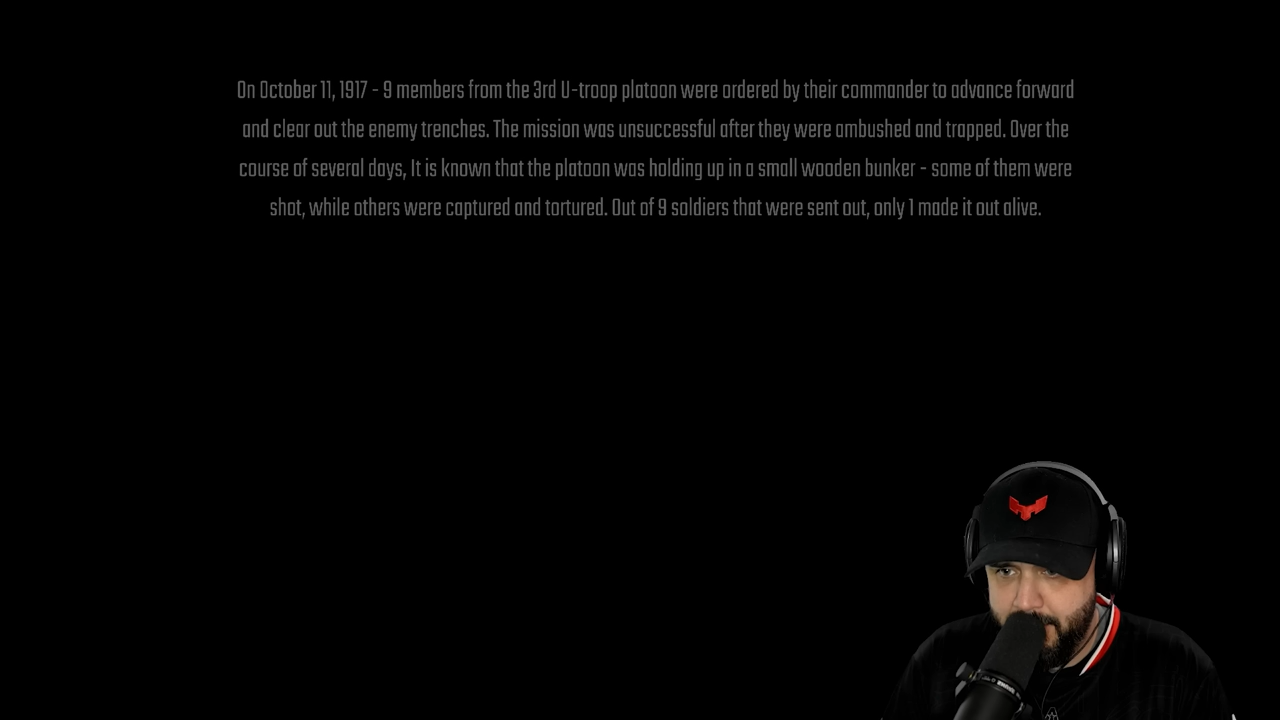 On October 11, 1917 - 9 members from the 3rd U-troop platoon were ordered by their commander to advance forward
and clear out the enemy trenches. The mission was unsuccessful after they were ambushed and trapped. Over the
course of several days, It is known that the platoon was holding up in a small wooden bunker - some of them were
shot, while others were captured and tortured. Out of 9 soldiers that were sent out, only 1 made it out alive.